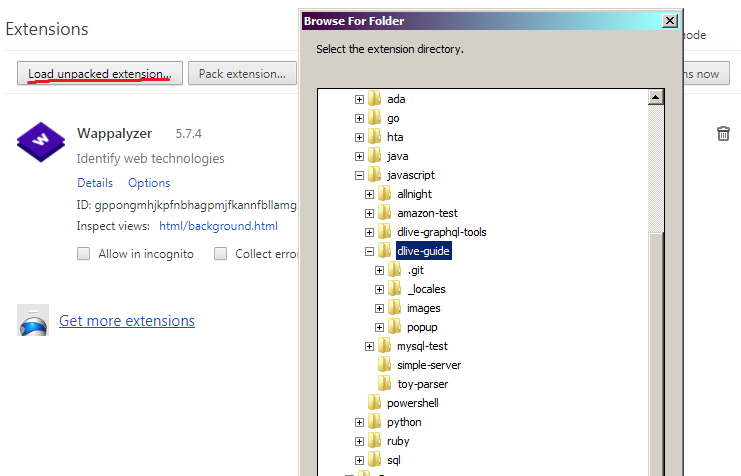 Extensions
Load unpacked extension...
Pack extension...
ode
ns now
Wappalyzer 5.7.4
Identify web technologies
Details Options
ID: gppongmhjkpfnbhagpmjfkannfbllamg
Inspect views: html/background.html
Allow in incognito Collect erro
Get more extensions
Browse For Folder
Select the extension directory.
ada
go
hta
java
javascript
allnight
amazon-test
dlive-graphql-tools
dlive-guide
.git
_locales
images
popup
mysql-test
simple-server
toy-parser
powershell
python
ruby
sql